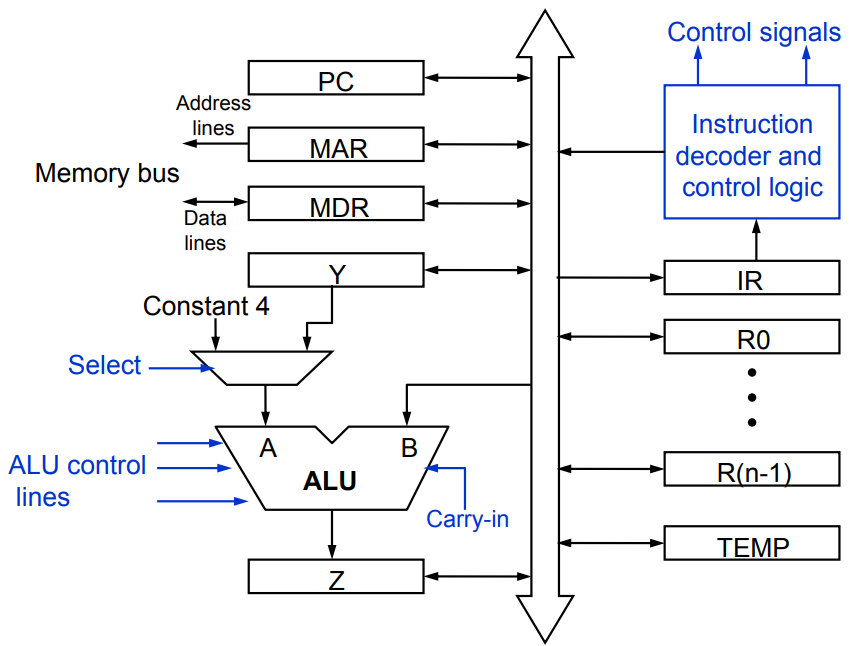 Control signals
PC
Address
lines
MAR
Instruction
decoder and
control logic
Memory bus
MDR
Data
lines
Y
IR
Constant 4
R0
Select
A
B
ALU
ALU control
lines
R(n-1)
Carry-in
TEMP
Z